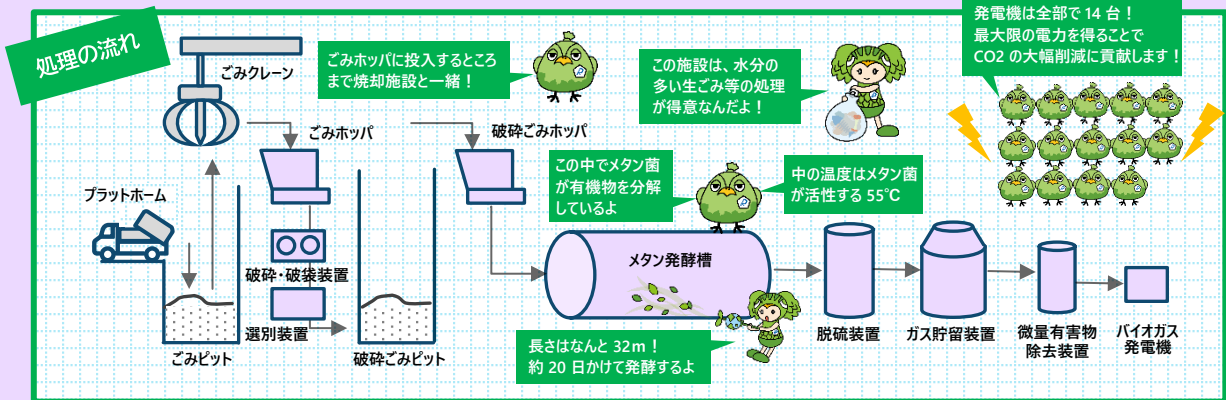 処理の流れ
ごみクレーン
ごみホッパに投入するところ
まで焼却施設と一緒！
この施設は、水分の
多い生ごみ等の処理
が得意なんだよ！
発電機は全部で 14 台！
最大限の電力を得ることで
CO2 の大幅削減に貢献します！
ごみホッパ
破砕ごみホッパ
この中でメタン菌
が有機物を分解
しているよ
中の温度はメタン菌
が活性する 55℃
プラットホーム
破砕・破袋装置
選別装置
ごみピット
破砕ごみピット
メタン発酵槽
長さはなんと 32m！
約 20 日かけて発酵するよ
脱硫装置
ガス貯留装置
微量有害物
除去装置
バイオガス
発電機